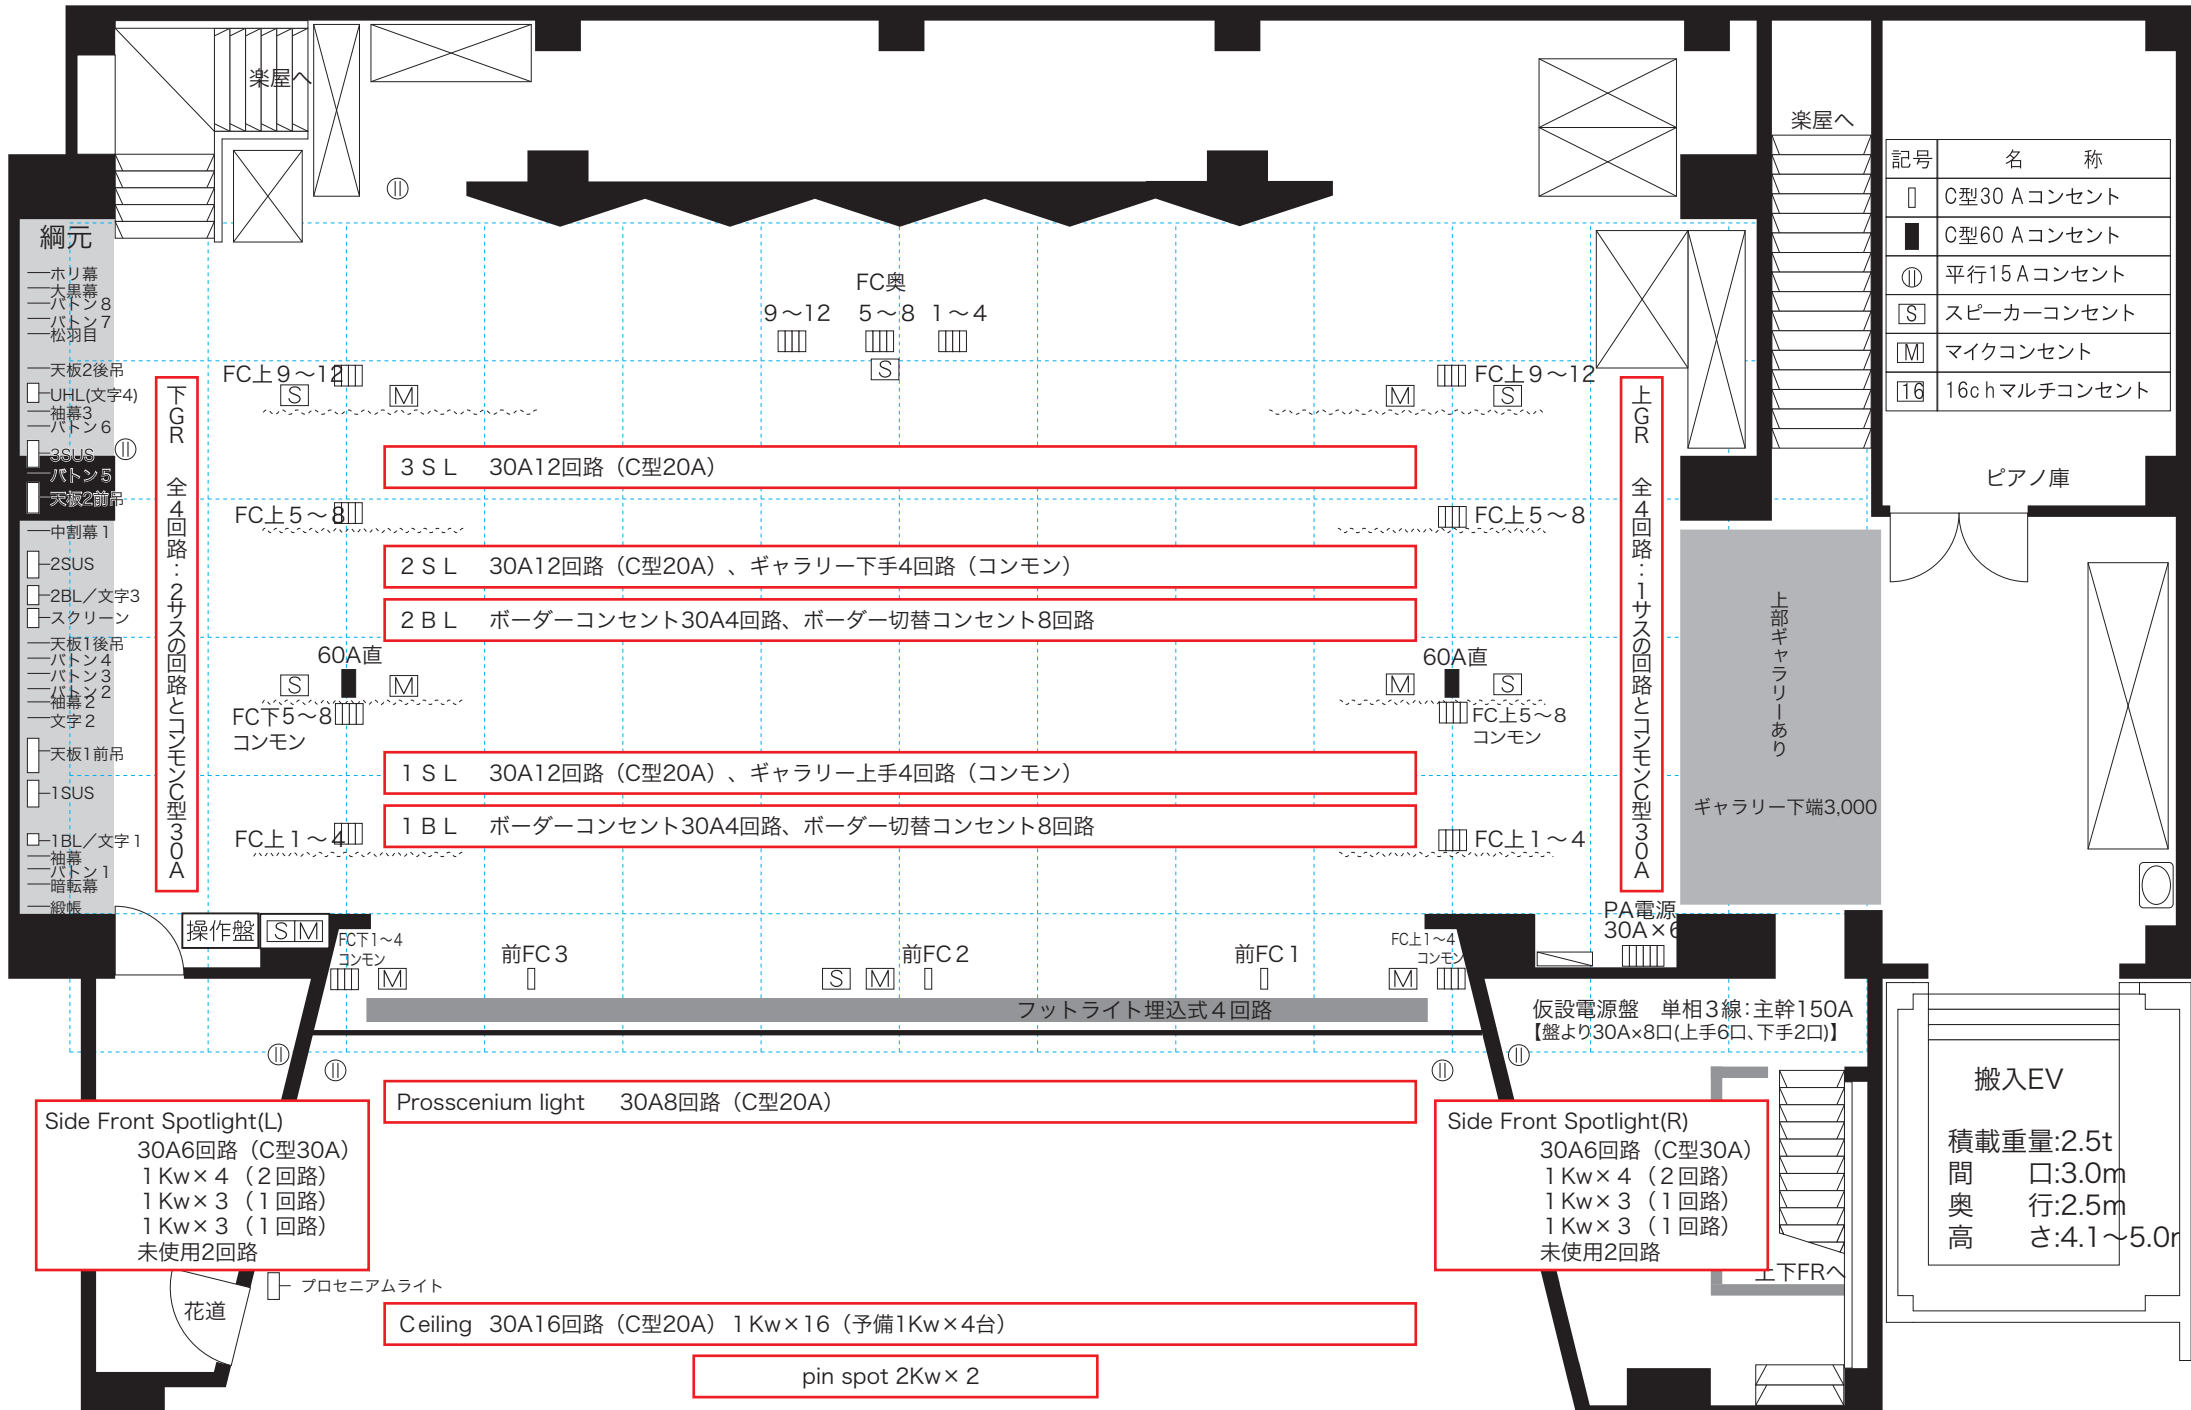 楽屋へ
楽屋へ
記号 名 称
C型30 Aコンセント
C型60 Aコンセント
平行15 Aコンセント
S スピーカーコンセント
M マイクコンセント
16 16chマルチコンセント
ピアノ庫
綱元
ホリ幕
大黒幕
バトン8
バトン7
松羽目
天板2後吊
UHL(文字4)
袖幕3
バトン6
3SUS
バトン5
天板2前吊
中割幕1
2SUS
2BL／文字3
スクリーン
天板1後吊
バトン4
バトン3
バトン2
袖幕2
文字2
天板1前吊
1SUS
1BL／文字1
袖幕
バトン1
暗転幕
緞帳
下GR 全4回路：2サスの回路とコンモンC型30A
FC奥
9～12 5～8 1～4
S
FC上9～12
S M
M S
FC上9～12
3SL 30A12回路（C型20A）
FC上5～8
FC上5～8
2SL 30A12回路（C型20A）、ギャラリー下手4回路（コンモン）
2BL ボーダーコンセント30A4回路、ボーダー切替コンセント8回路
60A直
S M
FC下5～8
コンモン
60A直
M S
FC上5～8
コンモン
1SL 30A12回路（C型20A）、ギャラリー上手4回路（コンモン）
1BL ボーダーコンセント30A4回路、ボーダー切替コンセント8回路
FC上1～4
FC上1～4
上GR 全4回路：1サスの回路とコンモンC型30A
上部ギャラリーあり
ギャラリー下端3,000
操作盤 S M
FC下1～4
コンモン
M
前FC3
S M
前FC2
前FC1
FC上1～4
コンモン
M
PA電源
30A×6
フットライト埋込式4回路
仮設電源盤 単相3線：主幹150A
【盤より30A×8口(上手6口、下手2口)】
Prosscenium light 30A8回路（C型20A）
Side Front Spotlight(L)
30A6回路（C型30A）
1Kw×4（2回路）
1Kw×3（1回路）
1Kw×3（1回路）
未使用2回路
Side Front Spotlight(R)
30A6回路（C型30A）
1Kw×4（2回路）
1Kw×3（1回路）
1Kw×3（1回路）
未使用2回路
搬入EV
積載重量:2.5t
間 口:3.0m
奥 行:2.5m
高 さ:4.1～5.0m
上下FRへ
プロセニアムライト
花道
Ceiling 30A16回路（C型20A）1Kw×16（予備1Kw×4台）
pin spot 2Kw×2